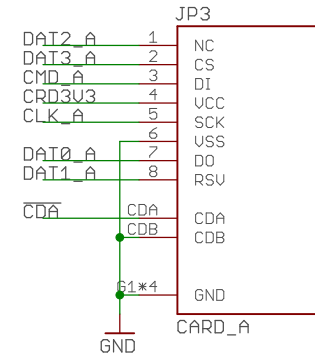 JP3
DAT2_A 1 NC
DAT3_A 2 CS
CMD_A 3 DI
CRD3V3 4 VCC
CLK_A 5 SCK
6 VSS
DAT0_A 7 DO
DAT1_A 8 RSV
CDA CDA CDA
CDB CDB
G1*4 GND
CARD_A
GND